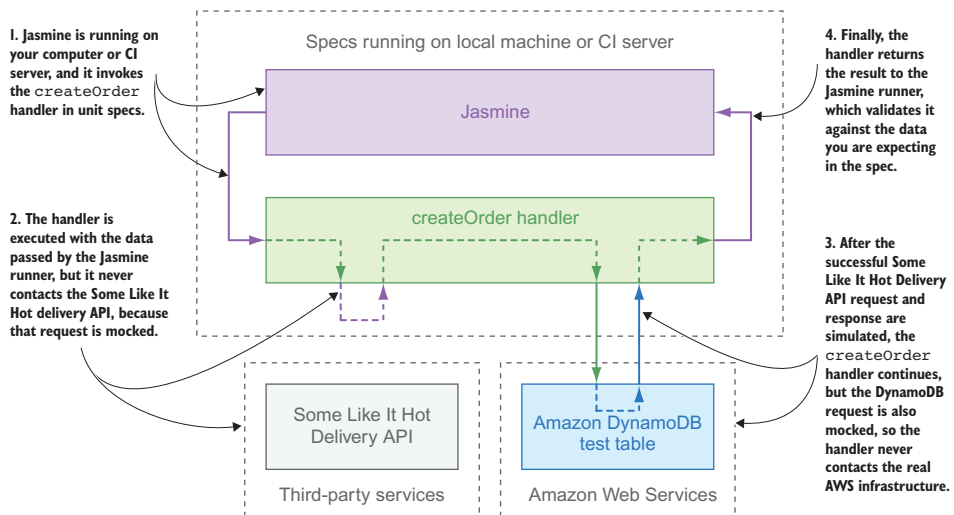 1. Jasmine is running on
your computer or CI
server, and it invokes
the createOrder
handler in unit specs.
Specs running on local machine or CI server
Jasmine
4. Finally, the
handler returns
the result to the
Jasmine runner,
which validates it
against the data
you are expecting
in the spec.
2. The handler is
executed with the data
passed by the Jasmine
runner, but it never
contacts the Some Like It
Hot delivery API, because
that request is mocked.
createOrder handler
3. After the
successful Some
Like It Hot Delivery
API request and
response are
simulated, the
createOrder
handler continues,
but the DynamoDB
request is also
mocked, so the
handler never
contacts the real
AWS infrastructure.
Some Like It Hot
Delivery API
Third-party services
Amazon DynamoDB
test table
Amazon Web Services